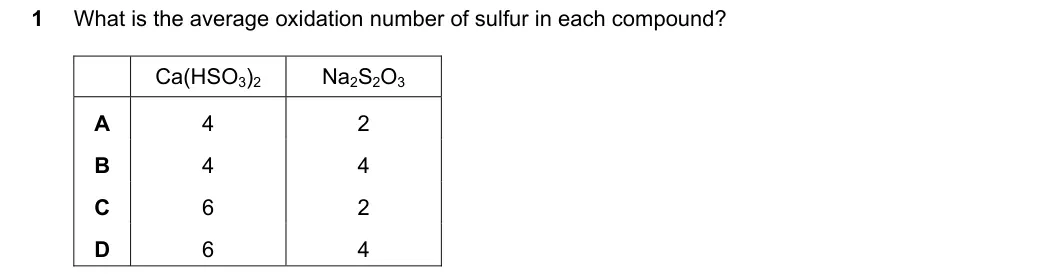 1 What is the average oxidation number of sulfur in each compound?
Ca(HSO₃)₂ Na₂S₂O₃
A 4 2
B 4 4
C 6 2
D 6 4